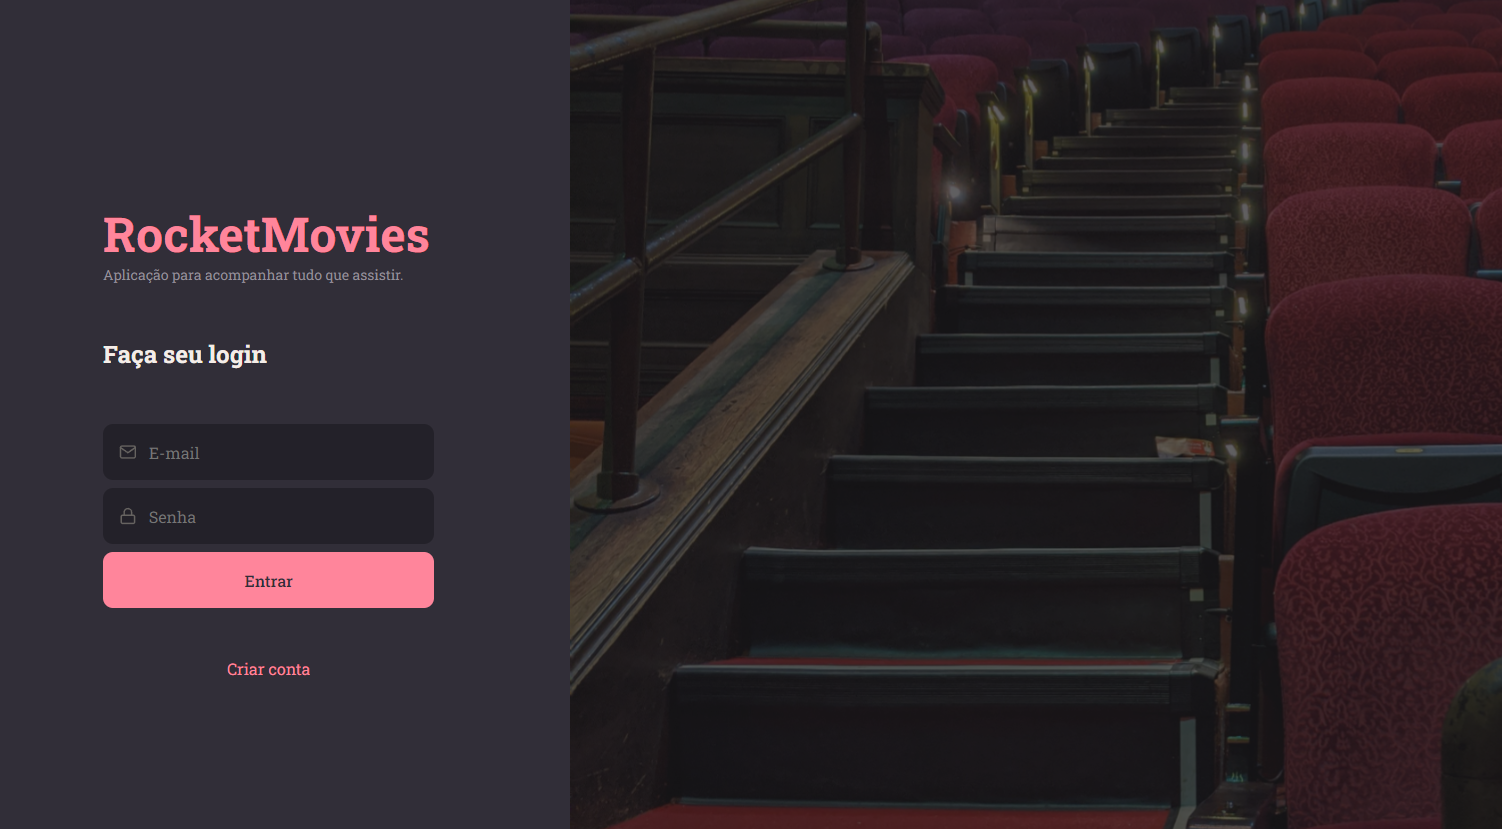 RocketMovies
Aplicação para acompanhar tudo que assistir.
Faça seu login
E-mail
Senha
Entrar
Criar conta